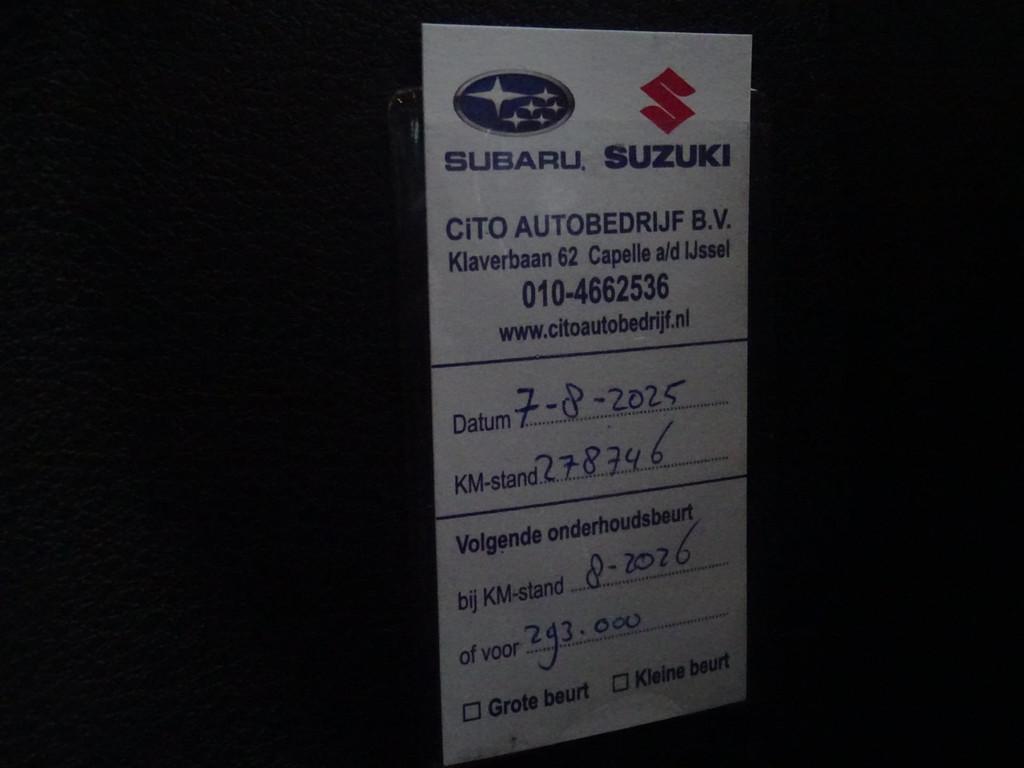 SUBARU. SUZUKI
CiTO AUTOBEDRIJF B.V.
Klaverbaan 62 Capelle a/d IJssel
010-4662536
www.citoautobedrijf.nl
Datum 7-8-2025
KM-stand 278746
Volgende onderhoudsbeurt
bij KM-stand 8-2026
of voor 293.000
☐ Grote beurt ☐ Kleine beurt